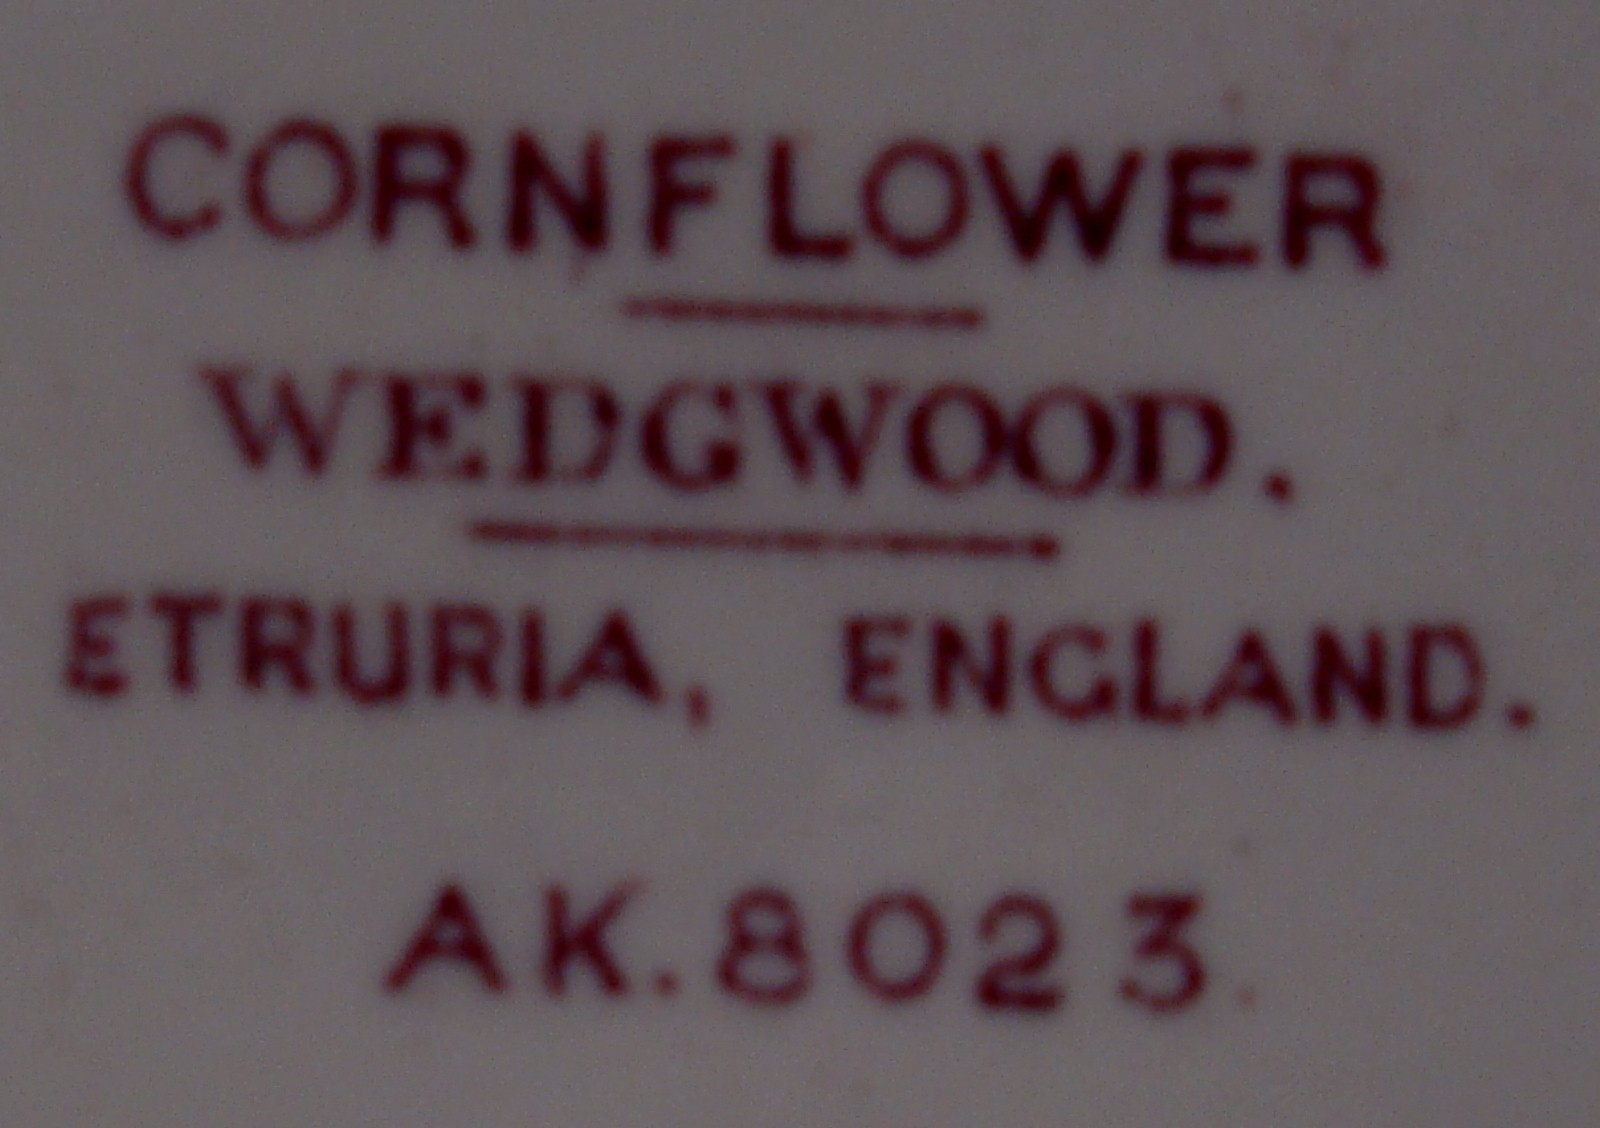 CORNFLOWER
WEDGWOOD.
ETRURIA, ENGLAND.
AK.8023.